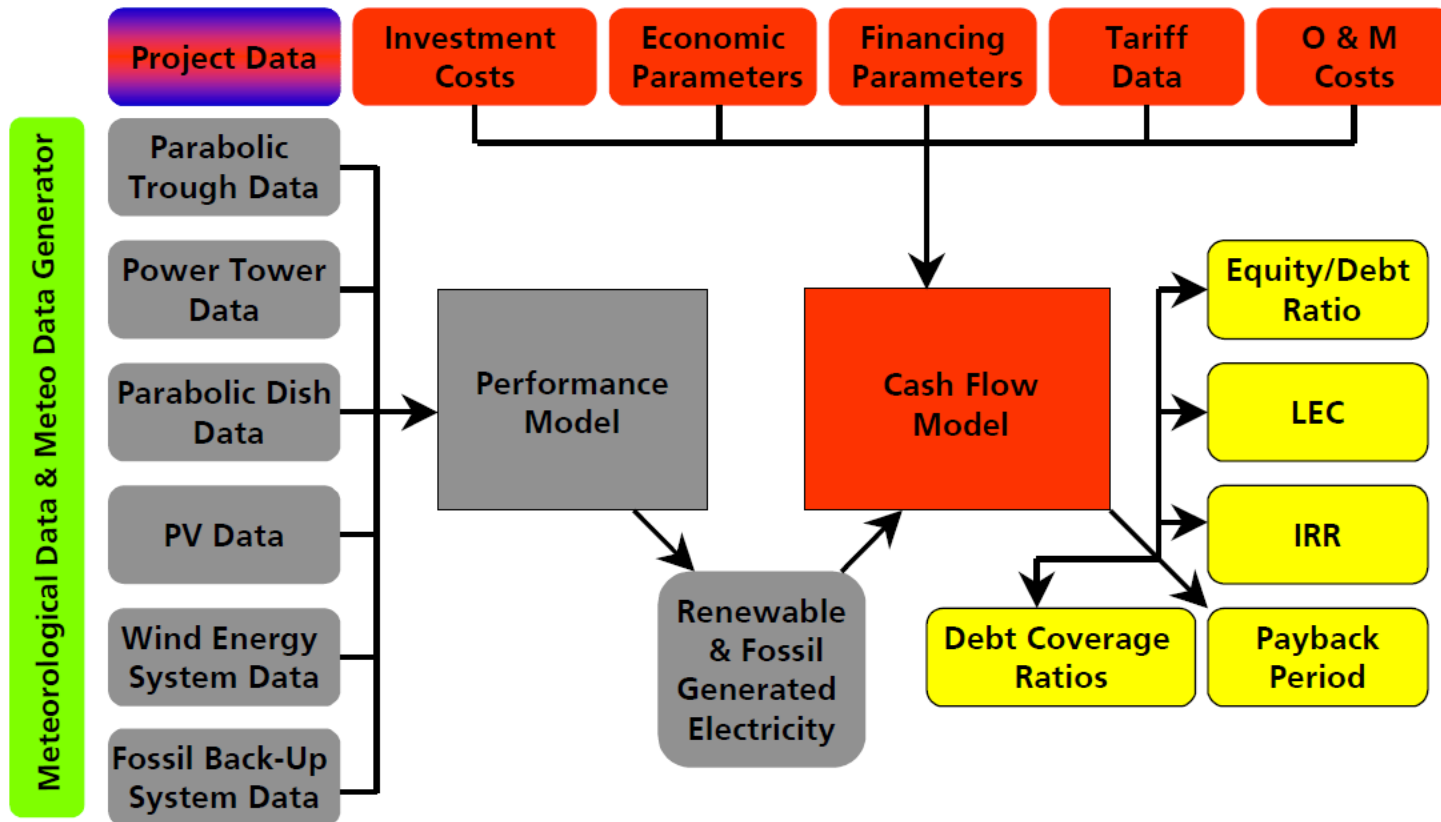 Project Data
Investment
Costs
Economic
Parameters
Financing
Parameters
Tariff
Data
O & M
Costs
Meteorological Data & Meteo Data Generator
Parabolic
Trough Data
Power Tower
Data
Parabolic Dish
Data
PV Data
Wind Energy
System Data
Fossil Back-Up
System Data
Performance
Model
Renewable
& Fossil
Generated
Electricity
Cash Flow
Model
Equity/Debt
Ratio
LEC
IRR
Debt Coverage
Ratios
Payback
Period